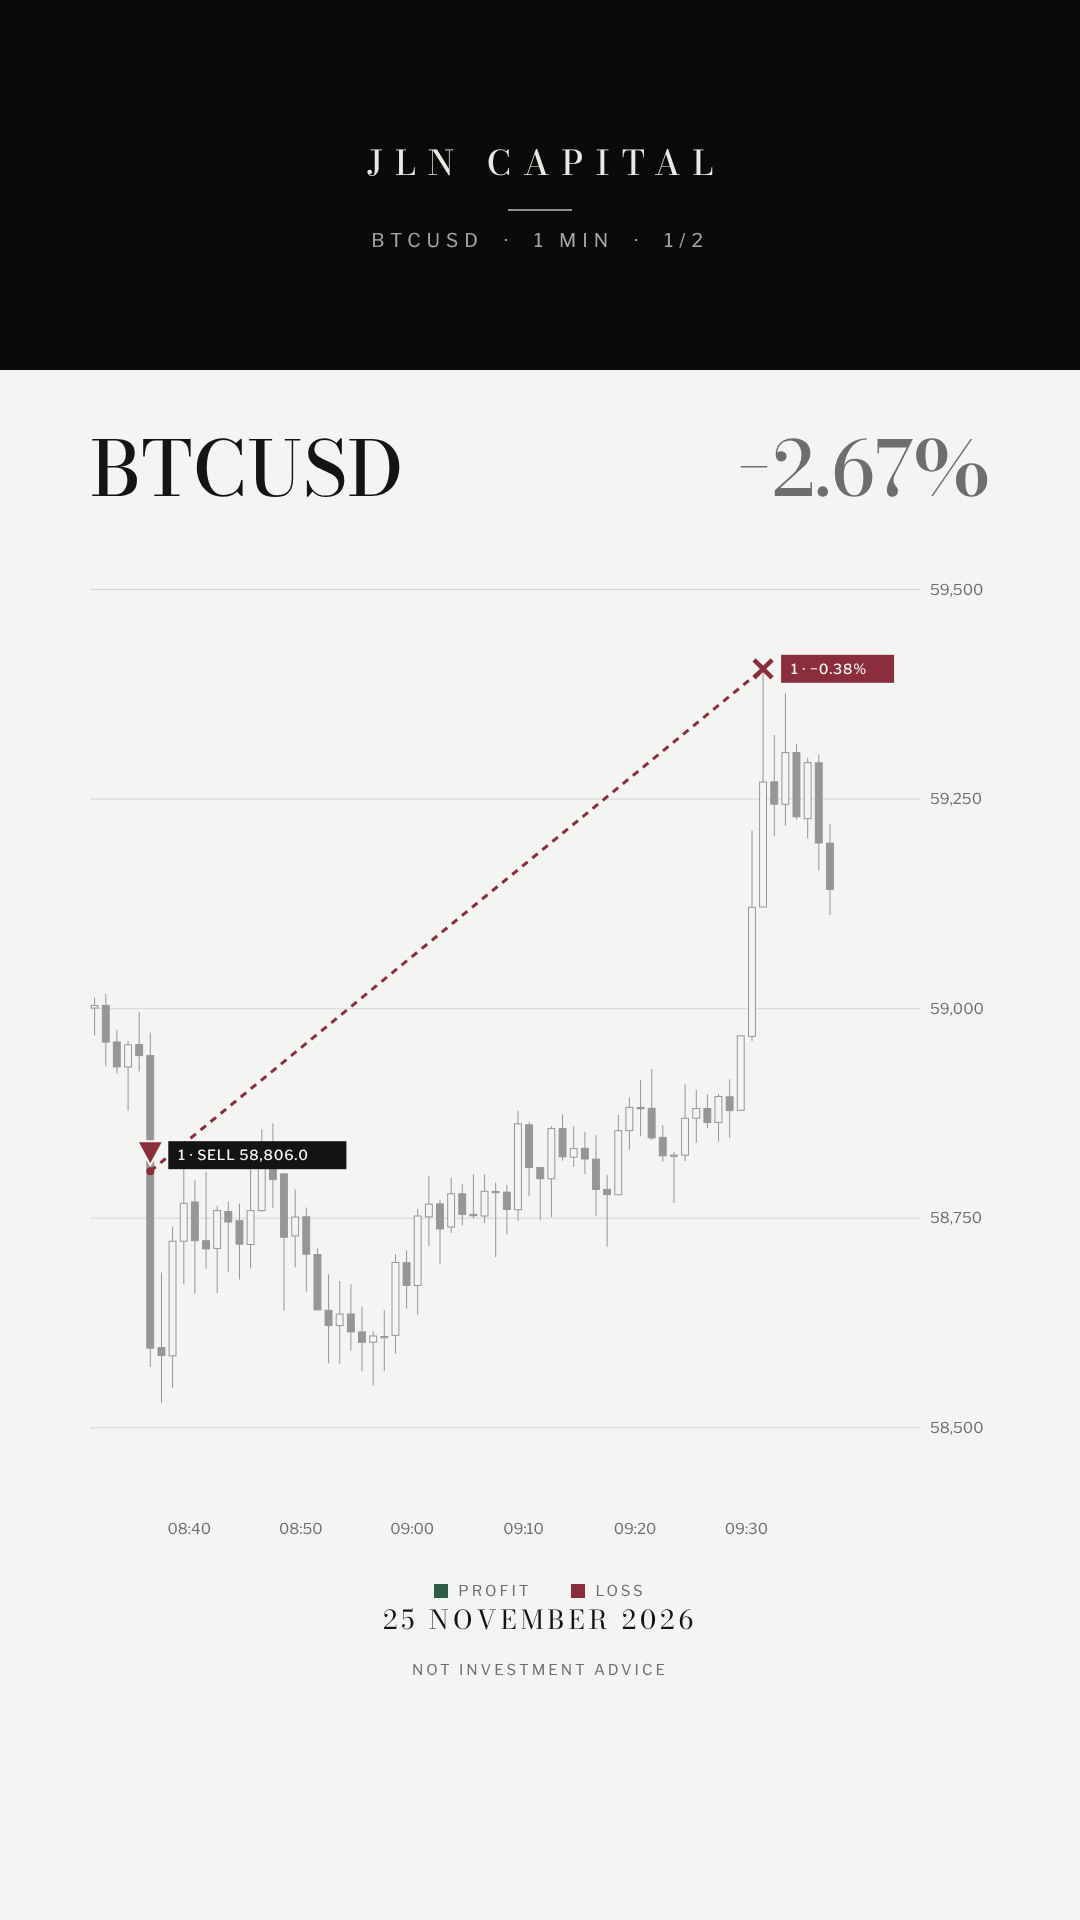 JLN CAPITAL
BTCUSD · 1 MIN · 1/2
BTCUSD
−2.67%
59,500
1 · −0.38%
59,250
59,000
1 · SELL 58,806.0
58,750
58,500
08:40 08:50 09:00 09:10 09:20 09:30
PROFIT LOSS
25 NOVEMBER 2026
NOT INVESTMENT ADVICE